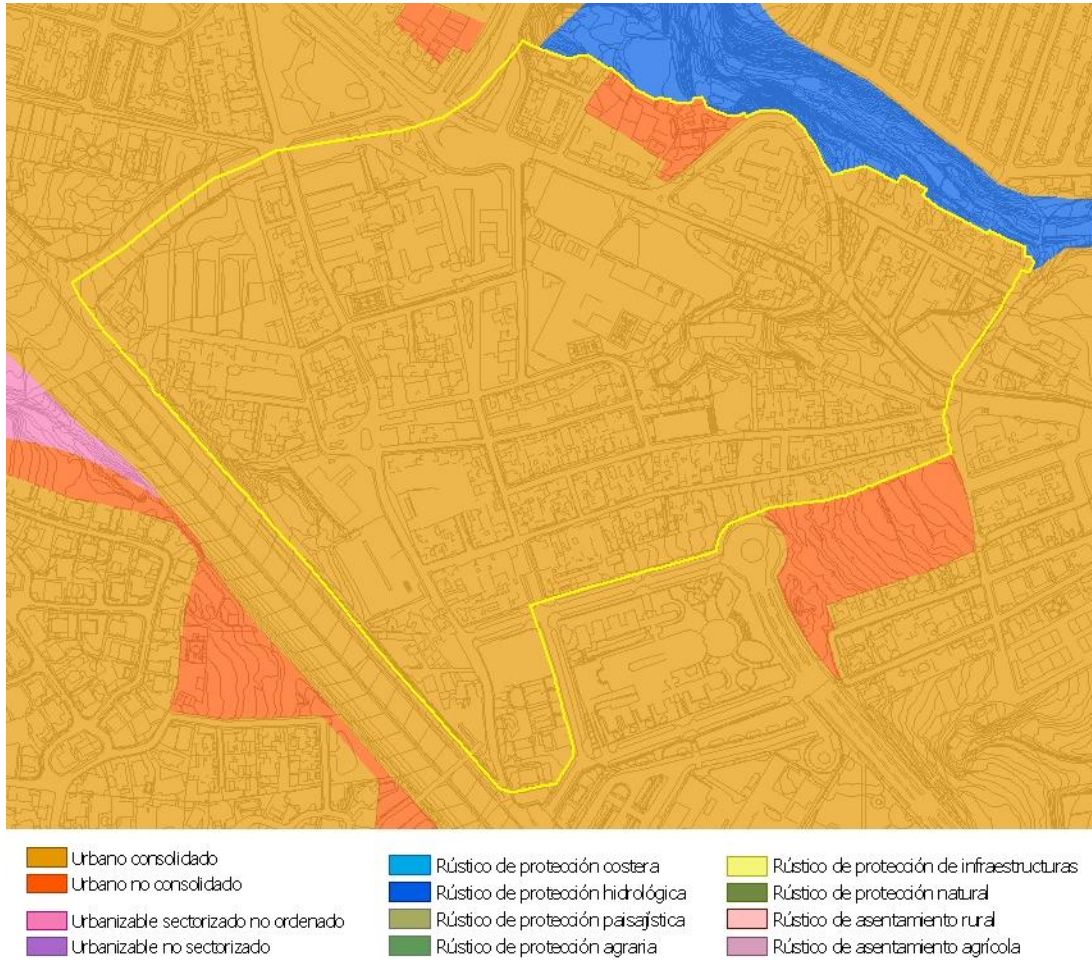 Urbano consolidado
Urbano no consolidado
Urbanizable sectorizado no ordenado
Urbanizable no sectorizado
Rústico de protección costera
Rústico de protección hidrológica
Rústico de protección paisajística
Rústico de protección agraria
Rústico de protección de infraestructuras
Rústico de protección natural
Rústico de asentamiento rural
Rústico de asentamiento agrícola